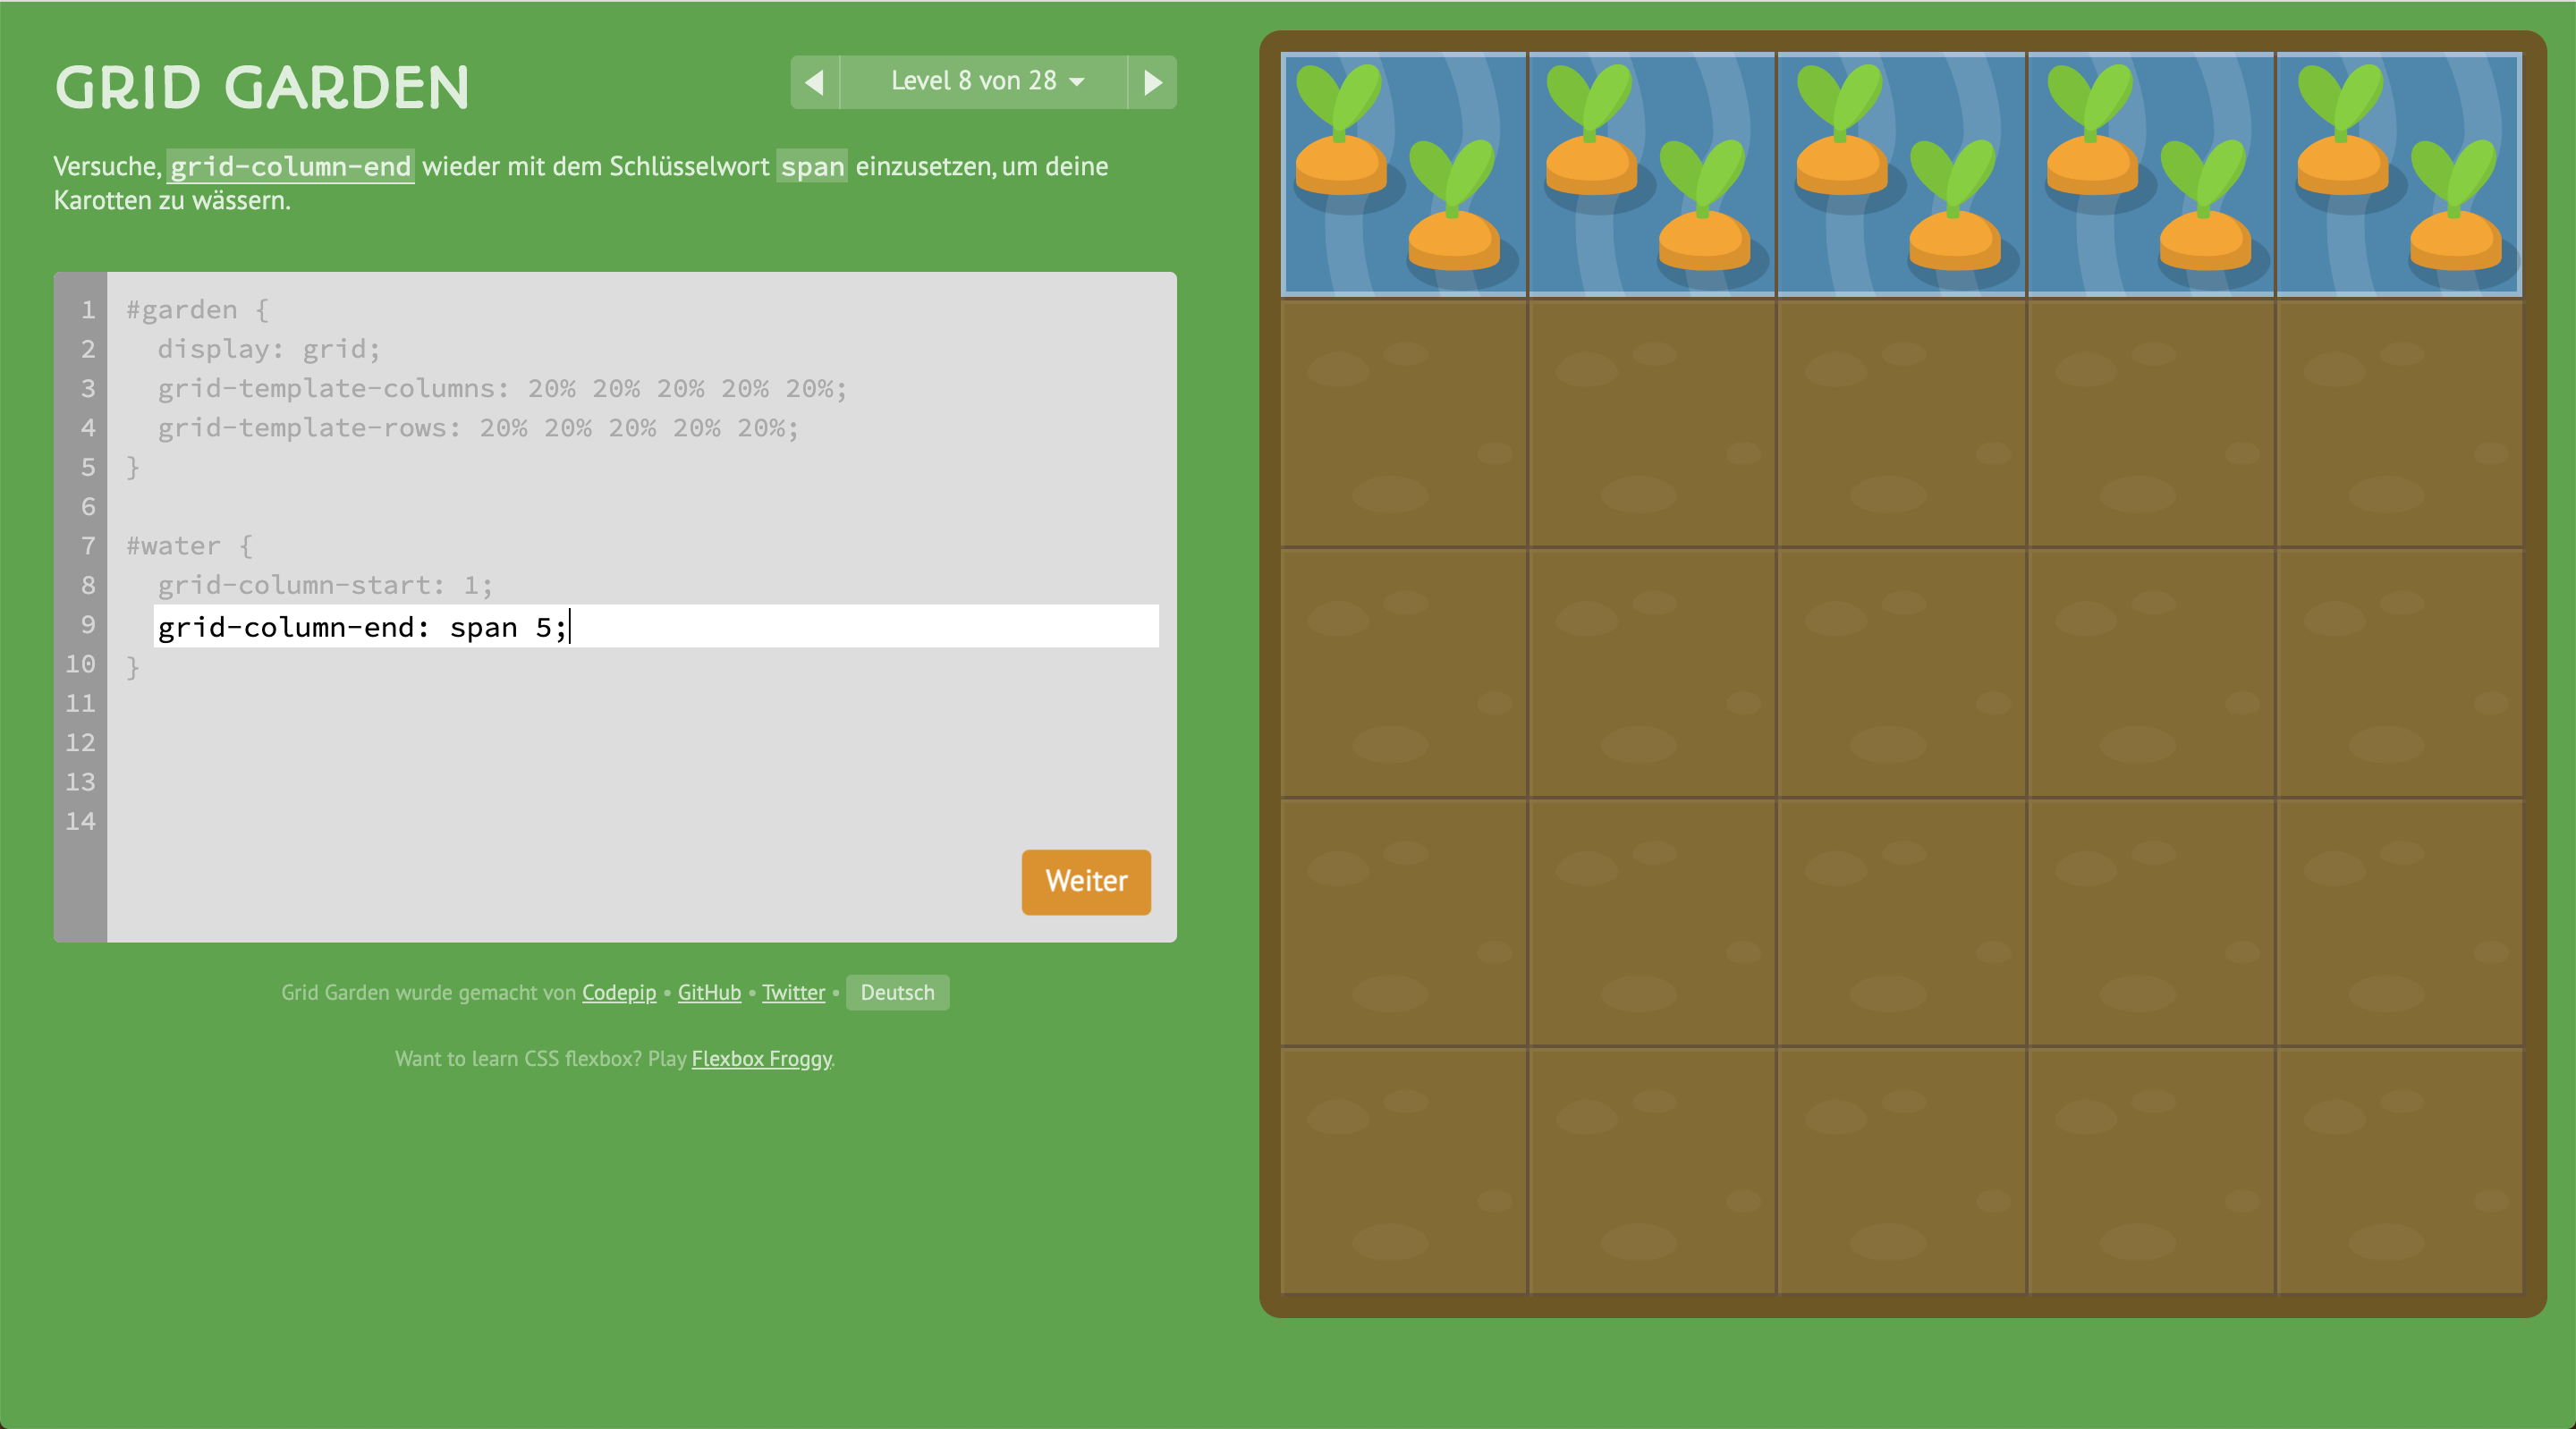 GRID GARDEN
Level 8 von 28
Versuche, grid-column-end wieder mit dem Schlüsselwort span einzusetzen, um deine
Karotten zu wässern.
1 #garden {
2 display: grid;
3 grid-template-columns: 20% 20% 20% 20% 20%;
4 grid-template-rows: 20% 20% 20% 20% 20%;
5 }
6
7 #water {
8 grid-column-start: 1;
9 grid-column-end: span 5;
10 }
11
12
13
14
Weiter
Grid Garden wurde gemacht von Codepip • GitHub • Twitter • Deutsch
Want to learn CSS flexbox? Play Flexbox Froggy.